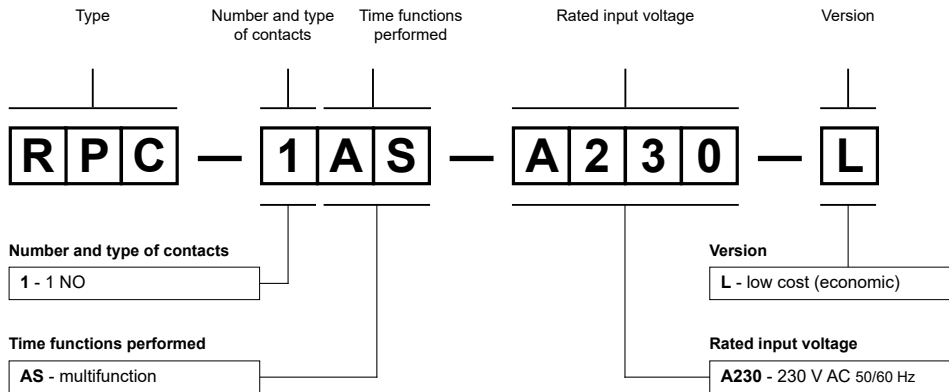 Type
Number and type
of contacts
Time functions
performed
Rated input voltage
Version
RPC — 1AS — A230 — L
Number and type of contacts
1 - 1 NO
Version
L - low cost (economic)
Time functions performed
AS - multifunction
Rated input voltage
A230 - 230 V AC 50/60 Hz